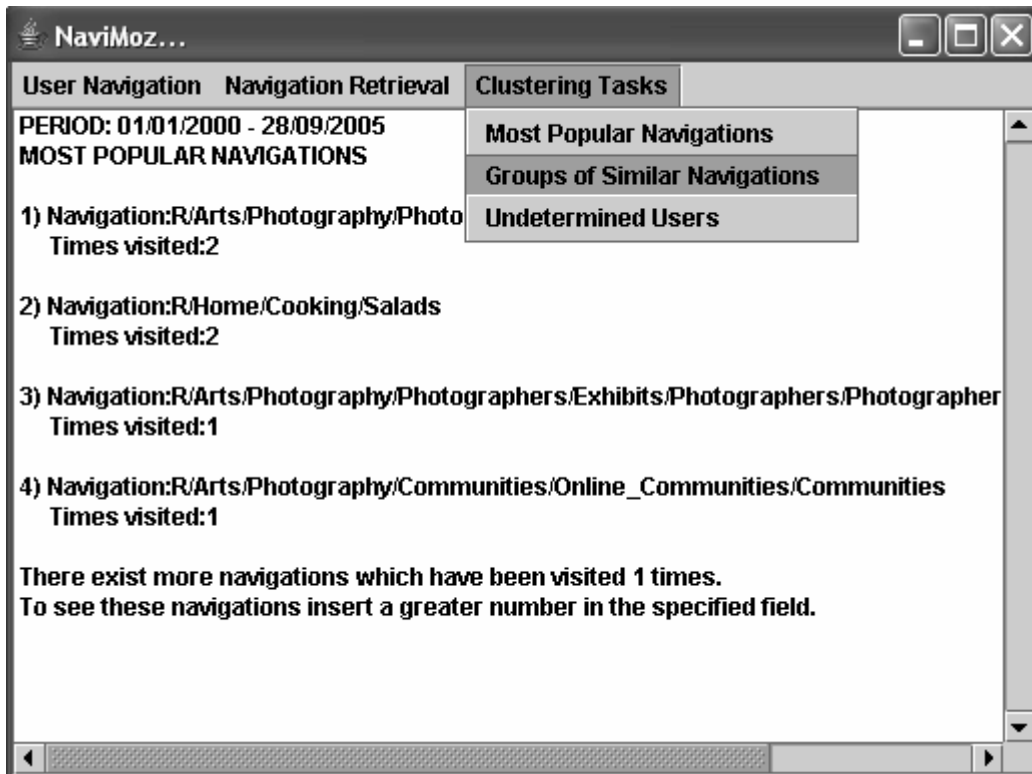 NaviMoz...
User Navigation Navigation Retrieval Clustering Tasks
Most Popular Navigations
Groups of Similar Navigations
Undetermined Users
PERIOD: 01/01/2000 - 28/09/2005
MOST POPULAR NAVIGATIONS
1) Navigation:R/Arts/Photography/Photo
Times visited:2
2) Navigation:R/Home/Cooking/Salads
Times visited:2
3) Navigation:R/Arts/Photography/Photographers/Exhibits/Photographers/Photographer
Times visited:1
4) Navigation:R/Arts/Photography/Communities/Online_Communities/Communities
Times visited:1
There exist more navigations which have been visited 1 times.
To see these navigations insert a greater number in the specified field.